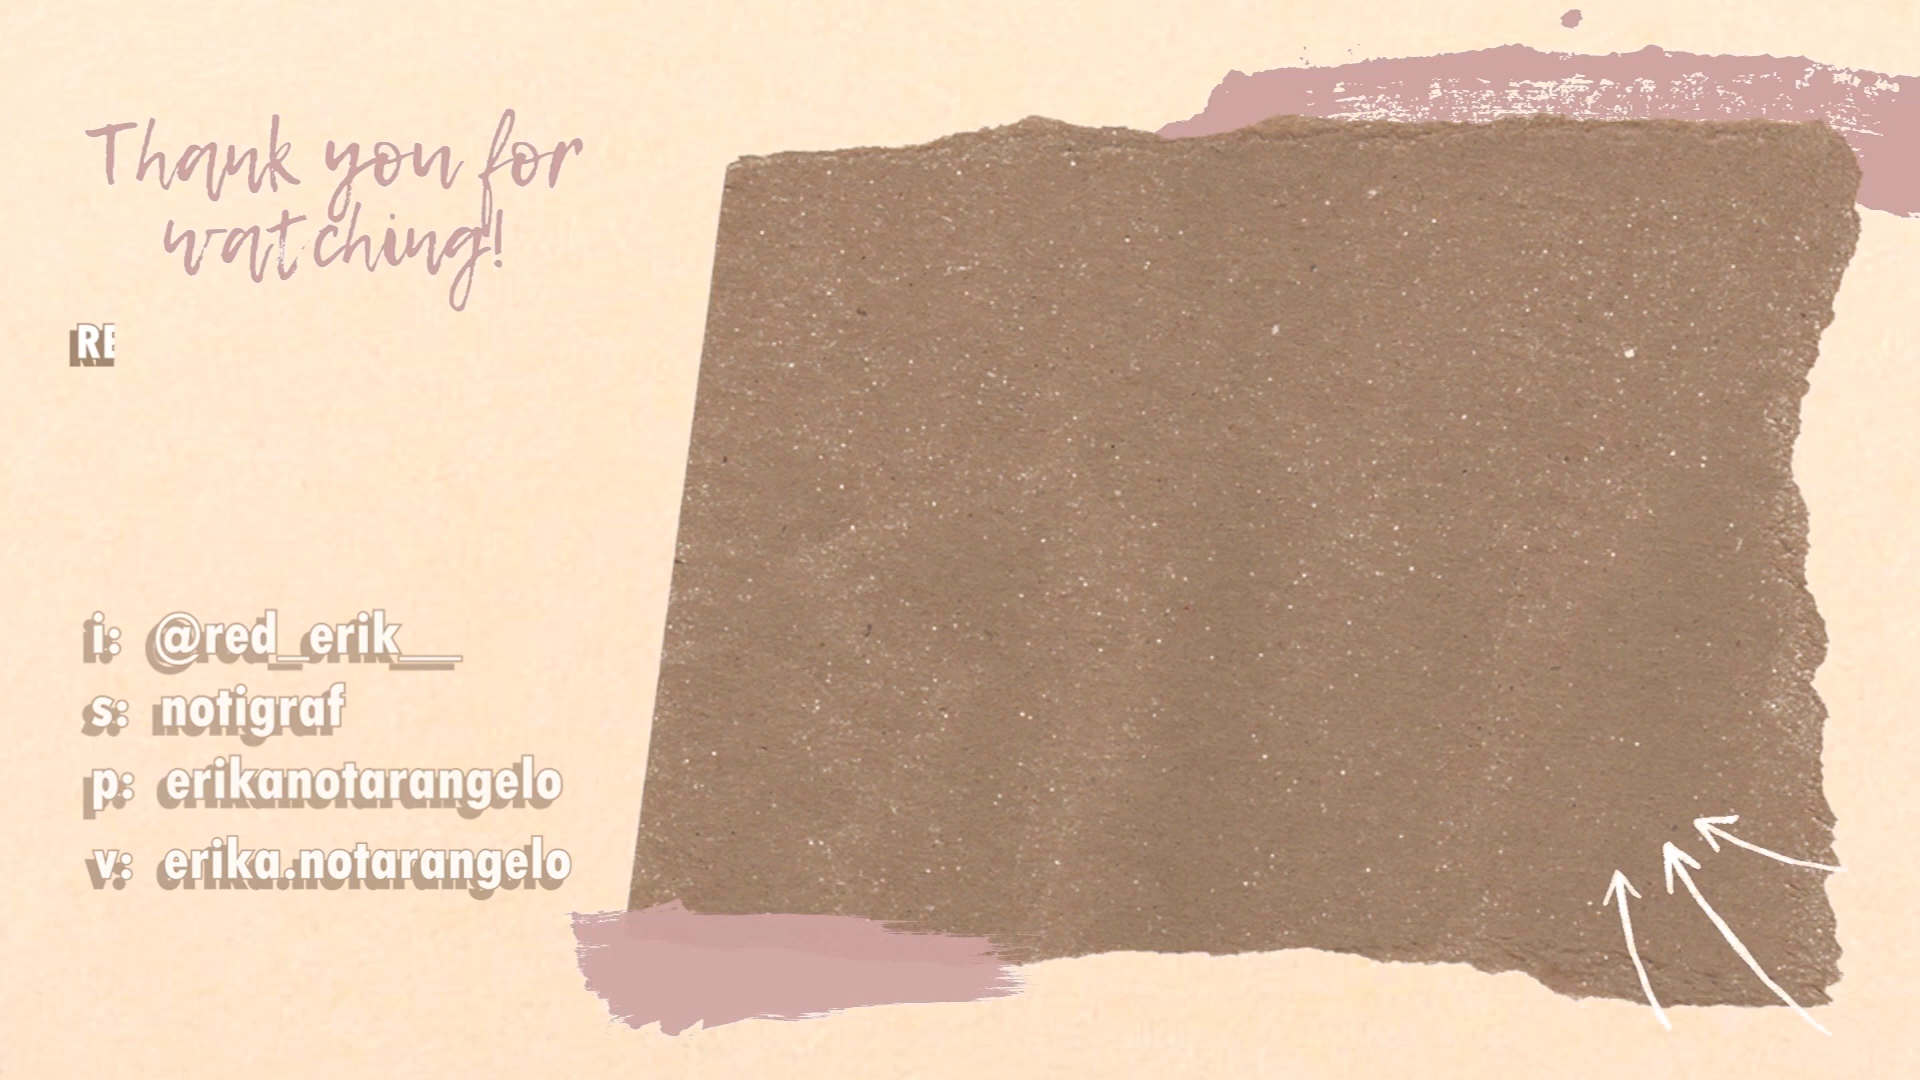 Thank you for
watching!
RE
i: @red_erik__
s: notigraf
p: erikanotarangelo
v: erika.notarangelo